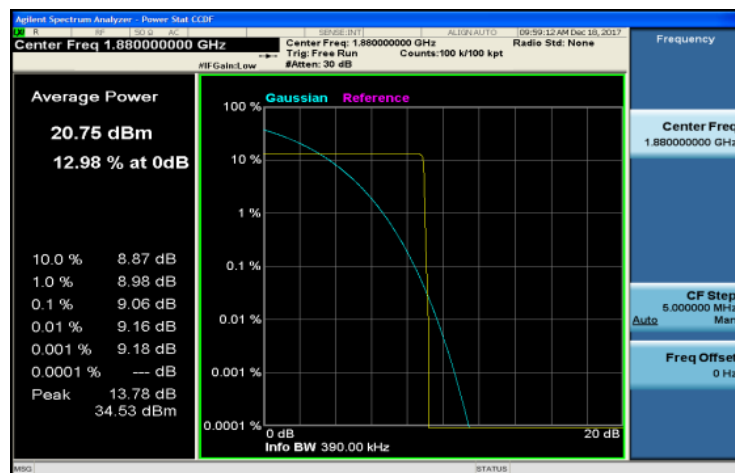 Agilent Spectrum Analyzer - Power Stat CCDF
R RF 50 Ω AC SENSE:INT ALIGN AUTO 09:59:12 AM Dec 18, 2017
Center Freq 1.880000000 GHz
Center Freq: 1.880000000 GHz Radio Std: None
Trig: Free Run Counts:100 k/100 kpt
#IFGain:Low #Atten: 30 dB
Frequency
Average Power
20.75 dBm
12.98 % at 0dB
10.0 % 8.87 dB
1.0 % 8.98 dB
0.1 % 9.06 dB
0.01 % 9.16 dB
0.001 % 9.18 dB
0.0001 % --- dB
Peak 13.78 dB
34.53 dBm
Gaussian Reference
100 %
10 %
1 %
0.1 %
0.01 %
0.001 %
0.0001 %
0 dB 20 dB
Info BW 390.00 kHz
Center Freq
1.880000000 GHz
CF Step
5.000000 MHz
Auto Man
Freq Offset
0 Hz
MSG STATUS